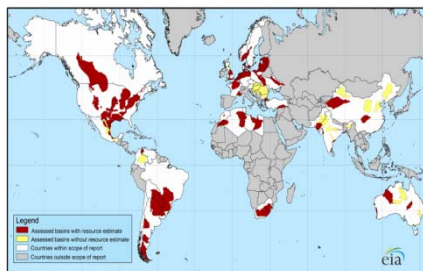 Legend
Assessed basins with resource estimate
Assessed basins without resource estimate
Countries within scope of report
Countries outside scope of report
eia